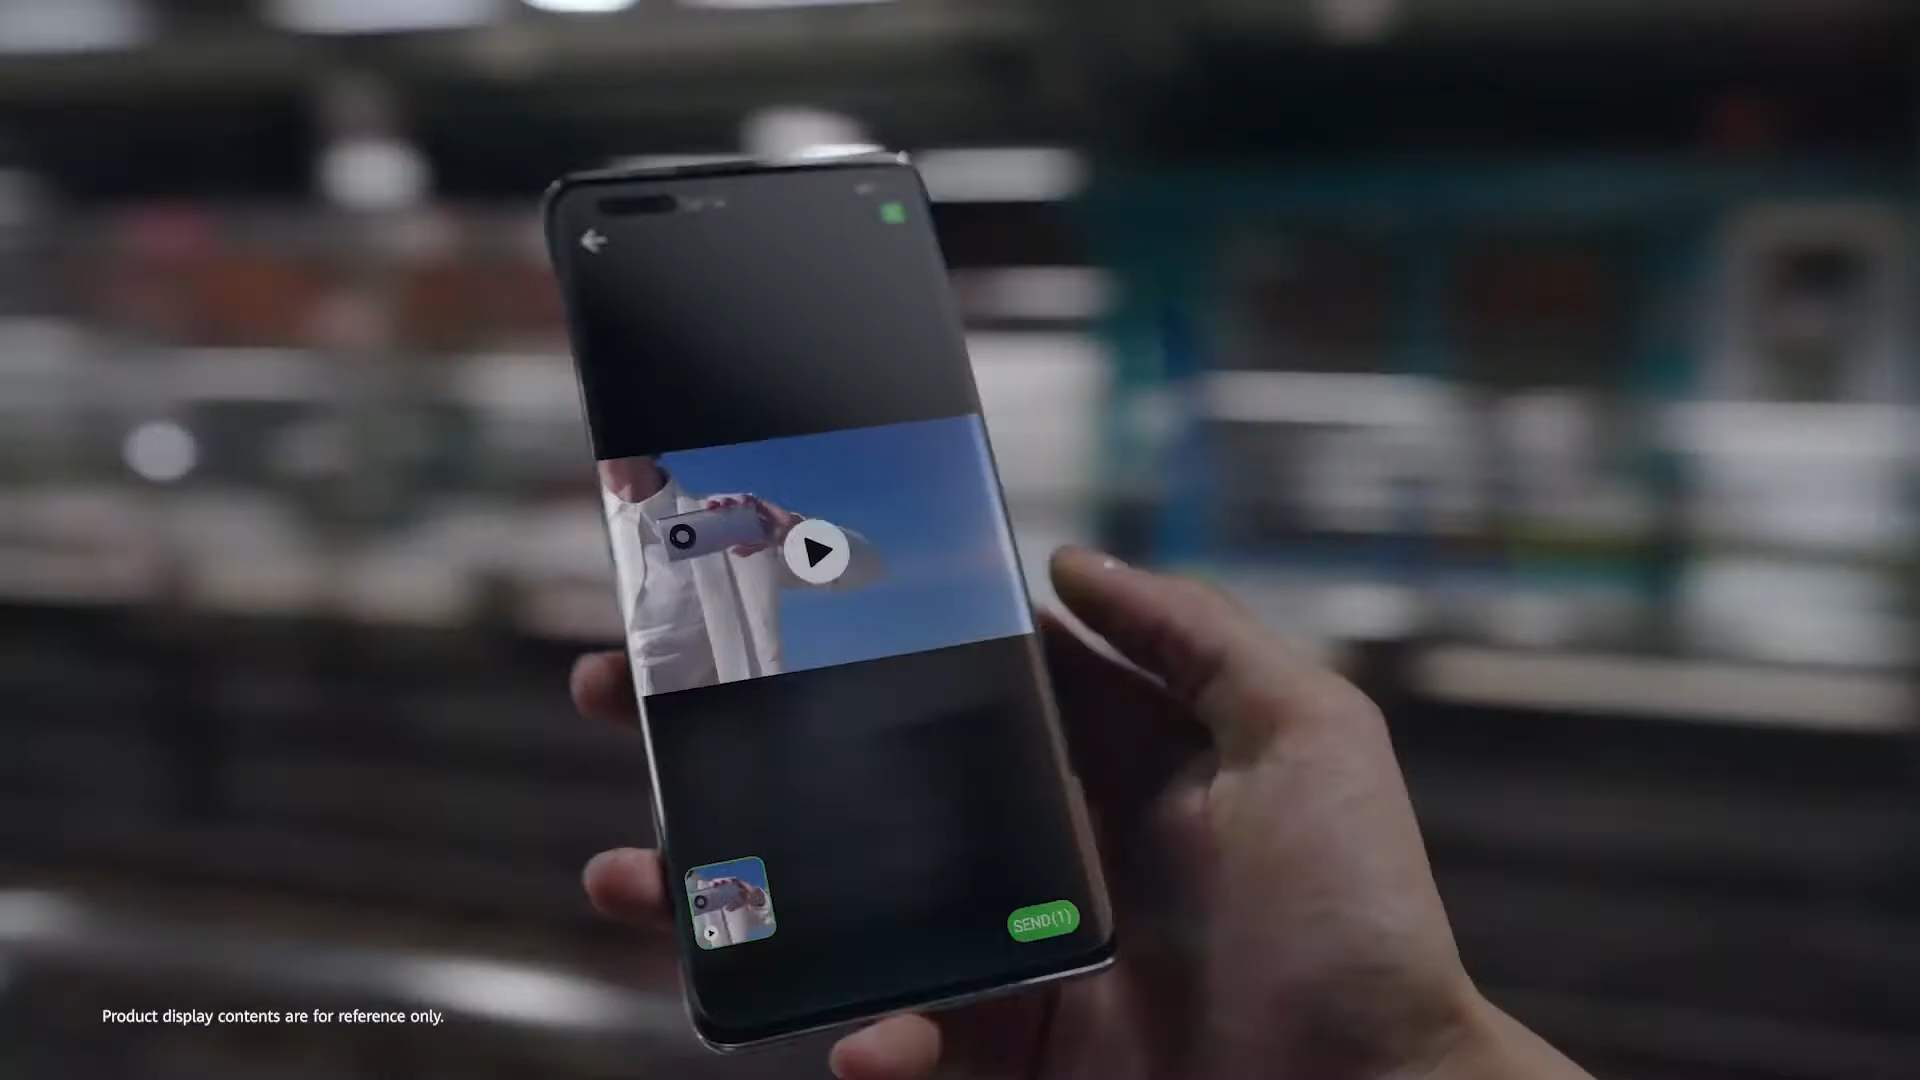 SEND(1)
Product display contents are for reference only.